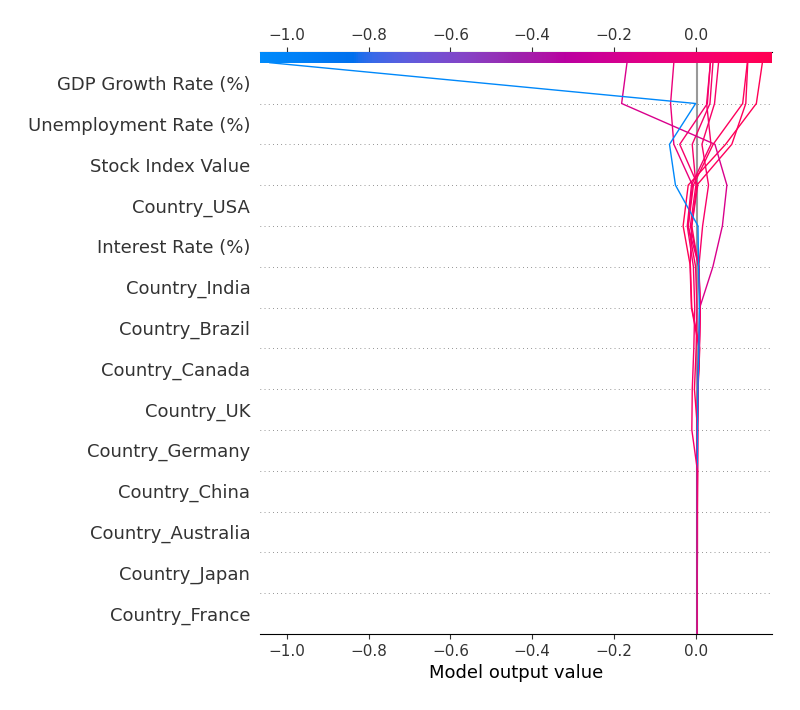 −1.0 −0.8 −0.6 −0.4 −0.2 0.0
GDP Growth Rate (%)
Unemployment Rate (%)
Stock Index Value
Country_USA
Interest Rate (%)
Country_India
Country_Brazil
Country_Canada
Country_UK
Country_Germany
Country_China
Country_Australia
Country_Japan
Country_France
−1.0 −0.8 −0.6 −0.4 −0.2 0.0
Model output value